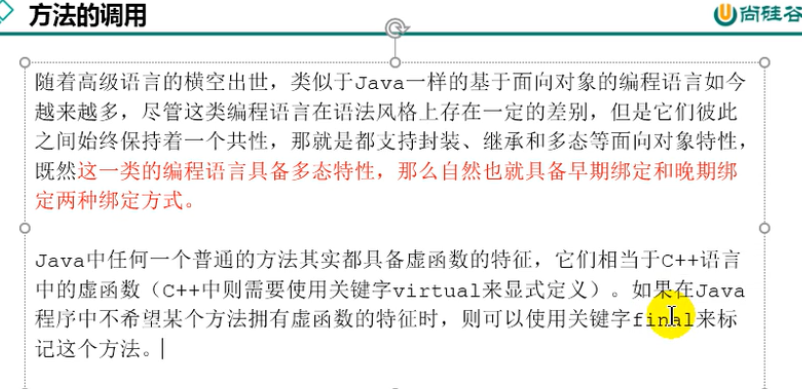 方法的调用
尚硅谷
随着高级语言的横空出世，类似于Java一样的基于面向对象的编程语言如今
越来越多，尽管这类编程语言在语法风格上存在一定的差别，但是它们彼此
之间始终保持着一个共性，那就是都支持封装、继承和多态等面向对象特性，
既然这一类的编程语言具备多态特性，那么自然也就具备早期绑定和晚期绑
定两种绑定方式。
Java中任何一个普通的方法其实都具备虚函数的特征，它们相当于C++语言
中的虚函数（C++中则需要使用关键字virtual来显式定义）。如果在Java
程序中不希望某个方法拥有虚函数的特征时，则可以使用关键字final来标
记这个方法。